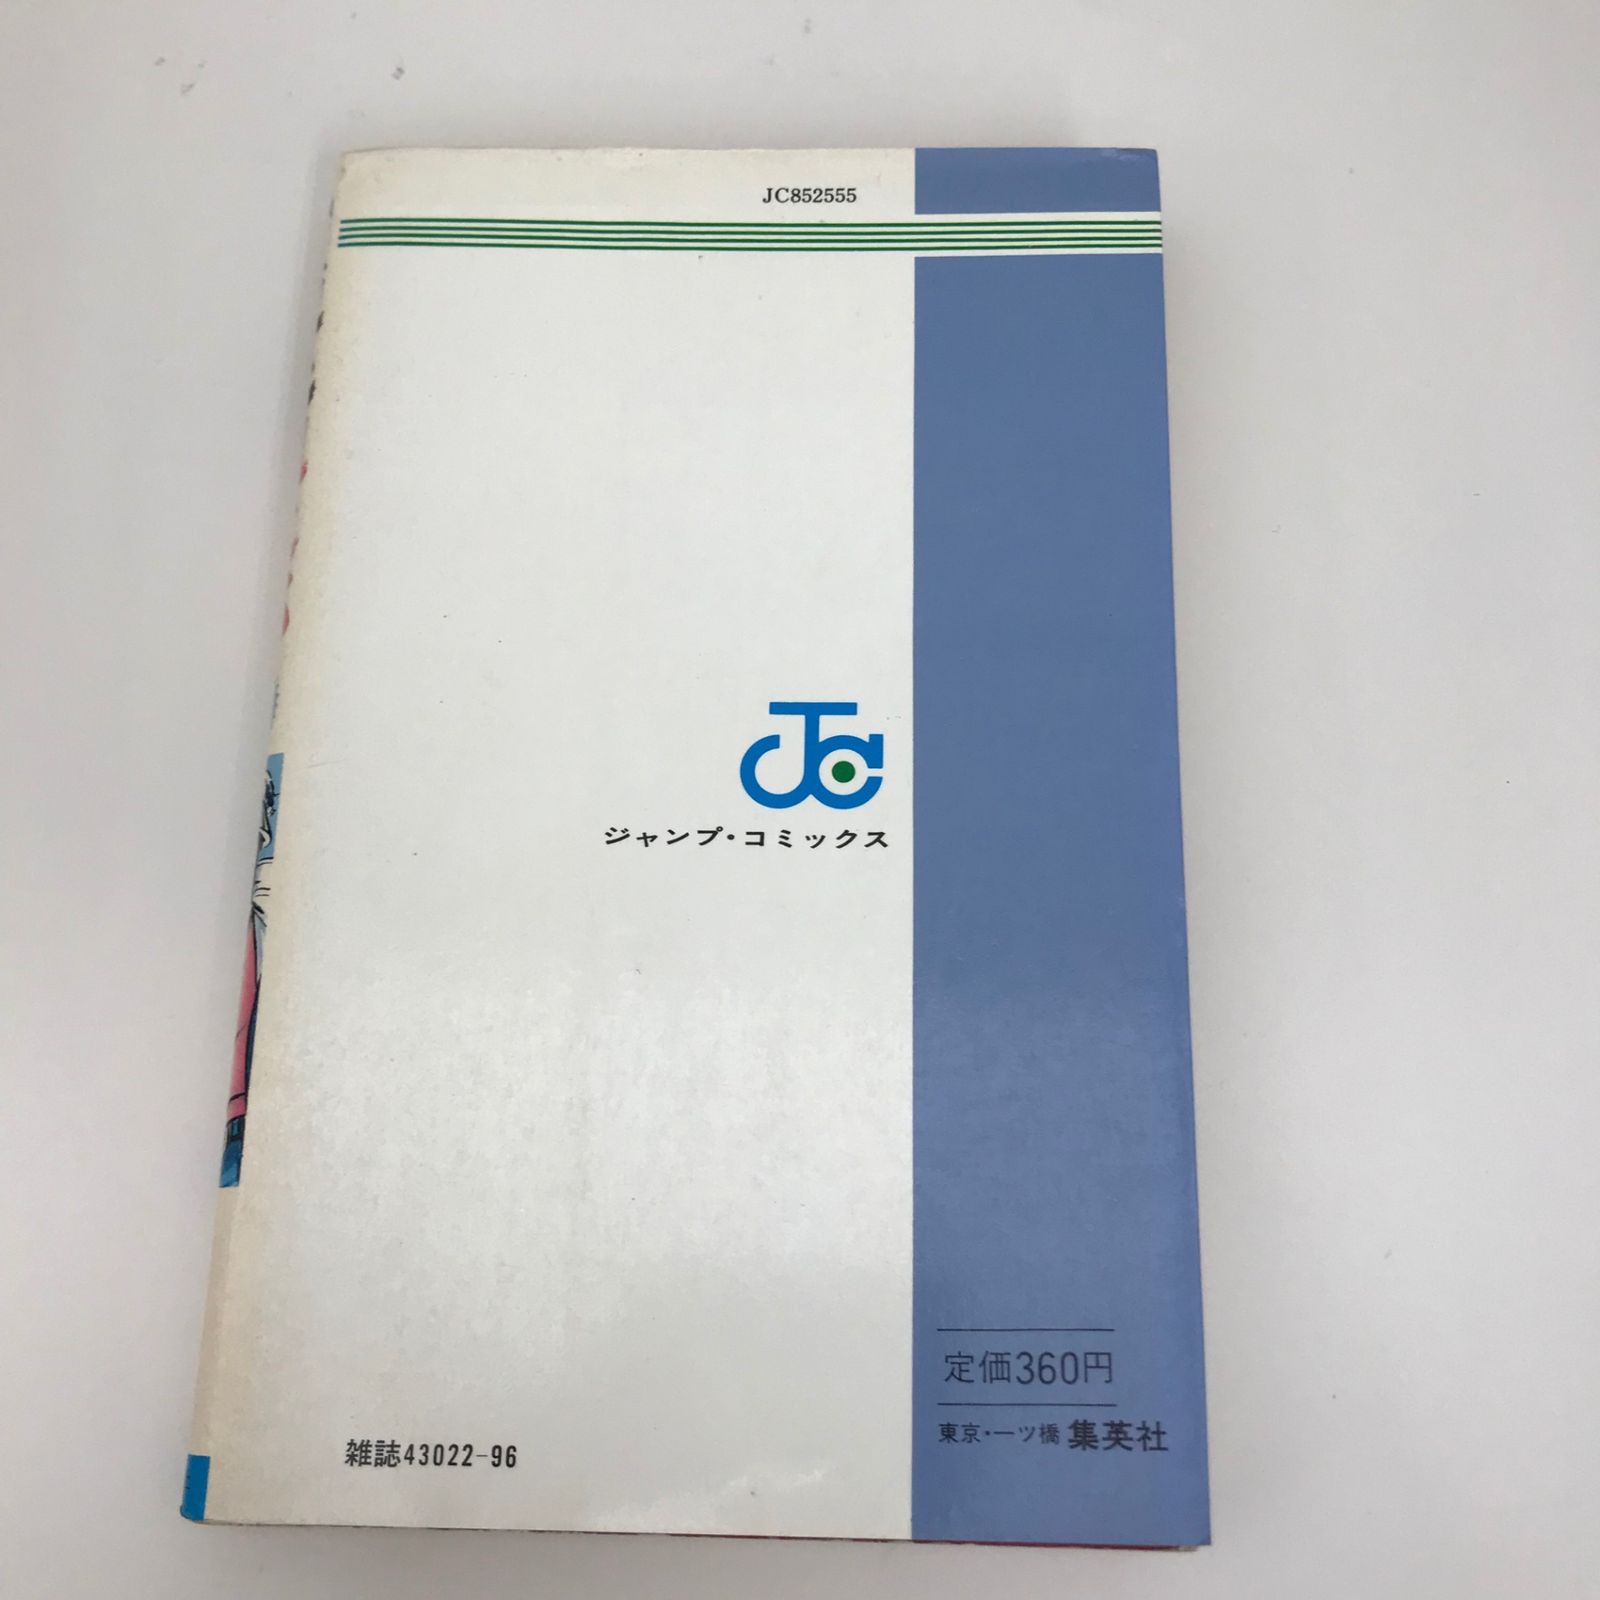 JC852555
JC
ジャンプ・コミックス
定価360円
東京・一ツ橋 集英社
雑誌43022-96